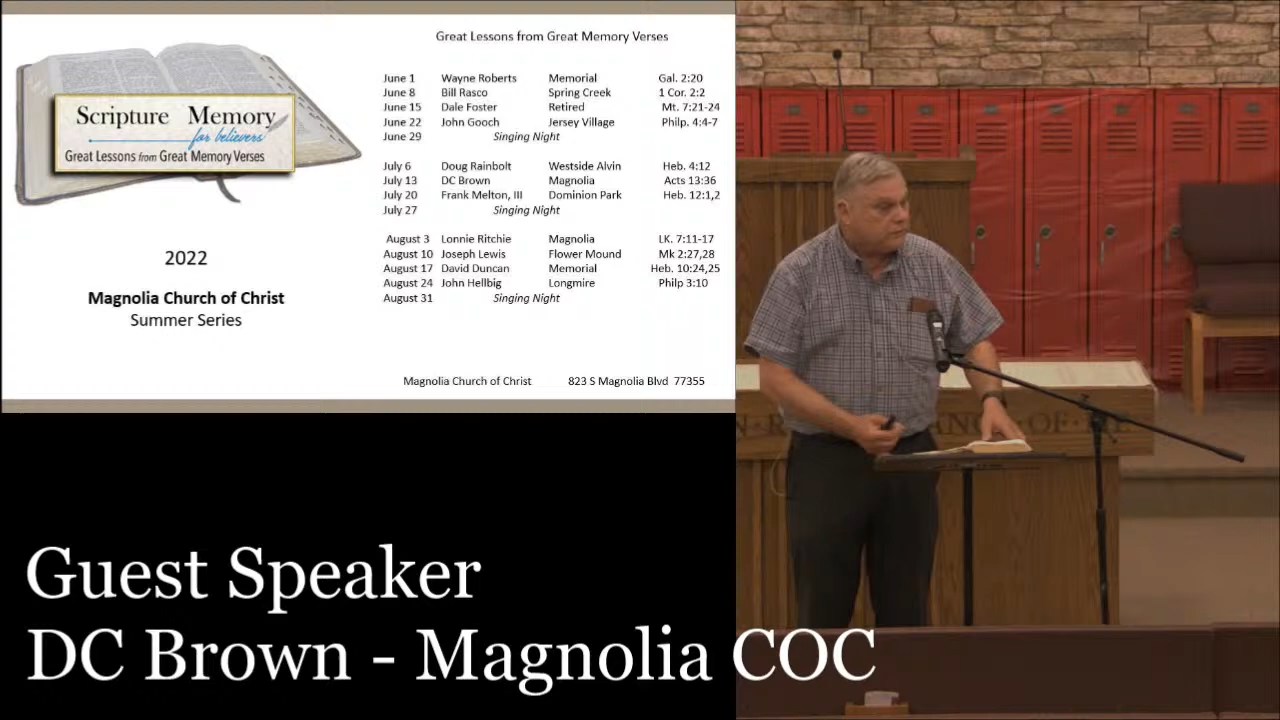 Scripture Memory
for believers
Great Lessons from Great Memory Verses
2022
Magnolia Church of Christ
Summer Series
Great Lessons from Great Memory Verses
June 1 Wayne Roberts Memorial Gal. 2:20
June 8 Bill Rasco Spring Creek 1 Cor. 2:2
June 15 Dale Foster Retired Mt. 7:21-24
June 22 John Gooch Jersey Village Philp. 4:4-7
June 29 Singing Night
July 6 Doug Rainbolt Westside Alvin Heb. 4:12
July 13 DC Brown Magnolia Acts 13:36
July 20 Frank Melton, III Dominion Park Heb. 12:1,2
July 27 Singing Night
August 3 Lonnie Ritchie Magnolia LK. 7:11-17
August 10 Joseph Lewis Flower Mound Mk 2:27,28
August 17 David Duncan Memorial Heb. 10:24,25
August 24 John Hellbig Longmire Philp 3:10
August 31 Singing Night
Magnolia Church of Christ 823 S Magnolia Blvd 77355
OF
Guest Speaker
DC Brown - Magnolia COC